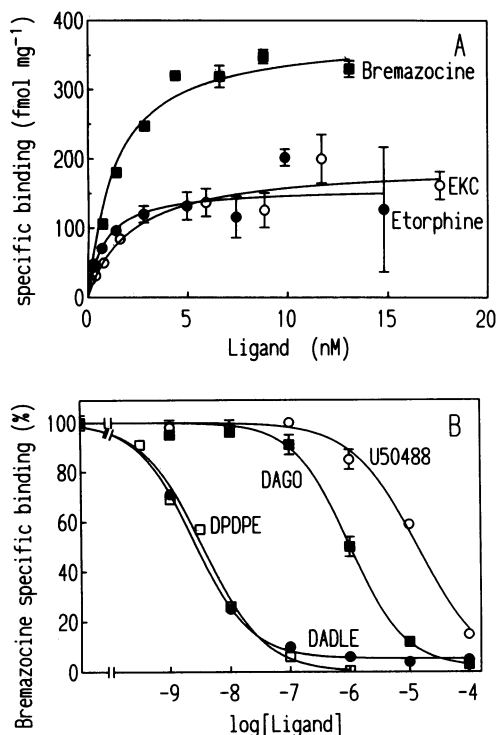 400
300
200
100
0
specific binding (fmol mg⁻¹)
A
Bremazocine
EKC
Etorphine
0 5 10 15 20
Ligand (nM)
100
80
60
40
20
0
Bremazocine specific binding (%)
B
U50488
DAGO
DPDPE
DADLE
-9 -8 -7 -6 -5 -4
log[Ligand]